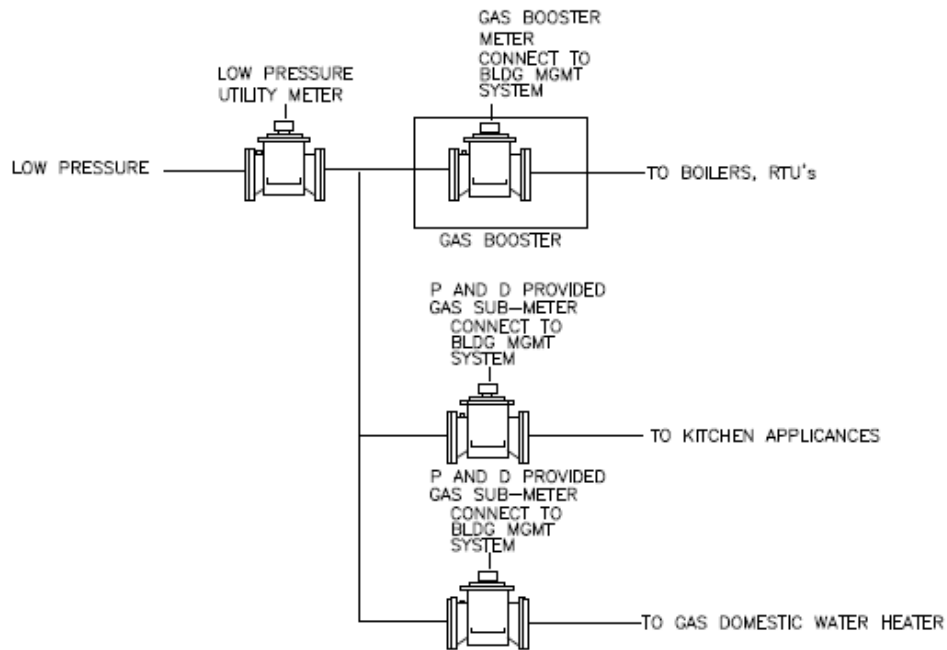 GAS BOOSTER
METER
CONNECT TO
BLDG MGMT
SYSTEM
LOW PRESSURE
UTILITY METER
LOW PRESSURE
TO BOILERS, RTU's
GAS BOOSTER
P AND D PROVIDED
GAS SUB-METER
CONNECT TO
BLDG MGMT
SYSTEM
TO KITCHEN APPLICANCES
P AND D PROVIDED
GAS SUB-METER
CONNECT TO
BLDG MGMT
SYSTEM
TO GAS DOMESTIC WATER HEATER